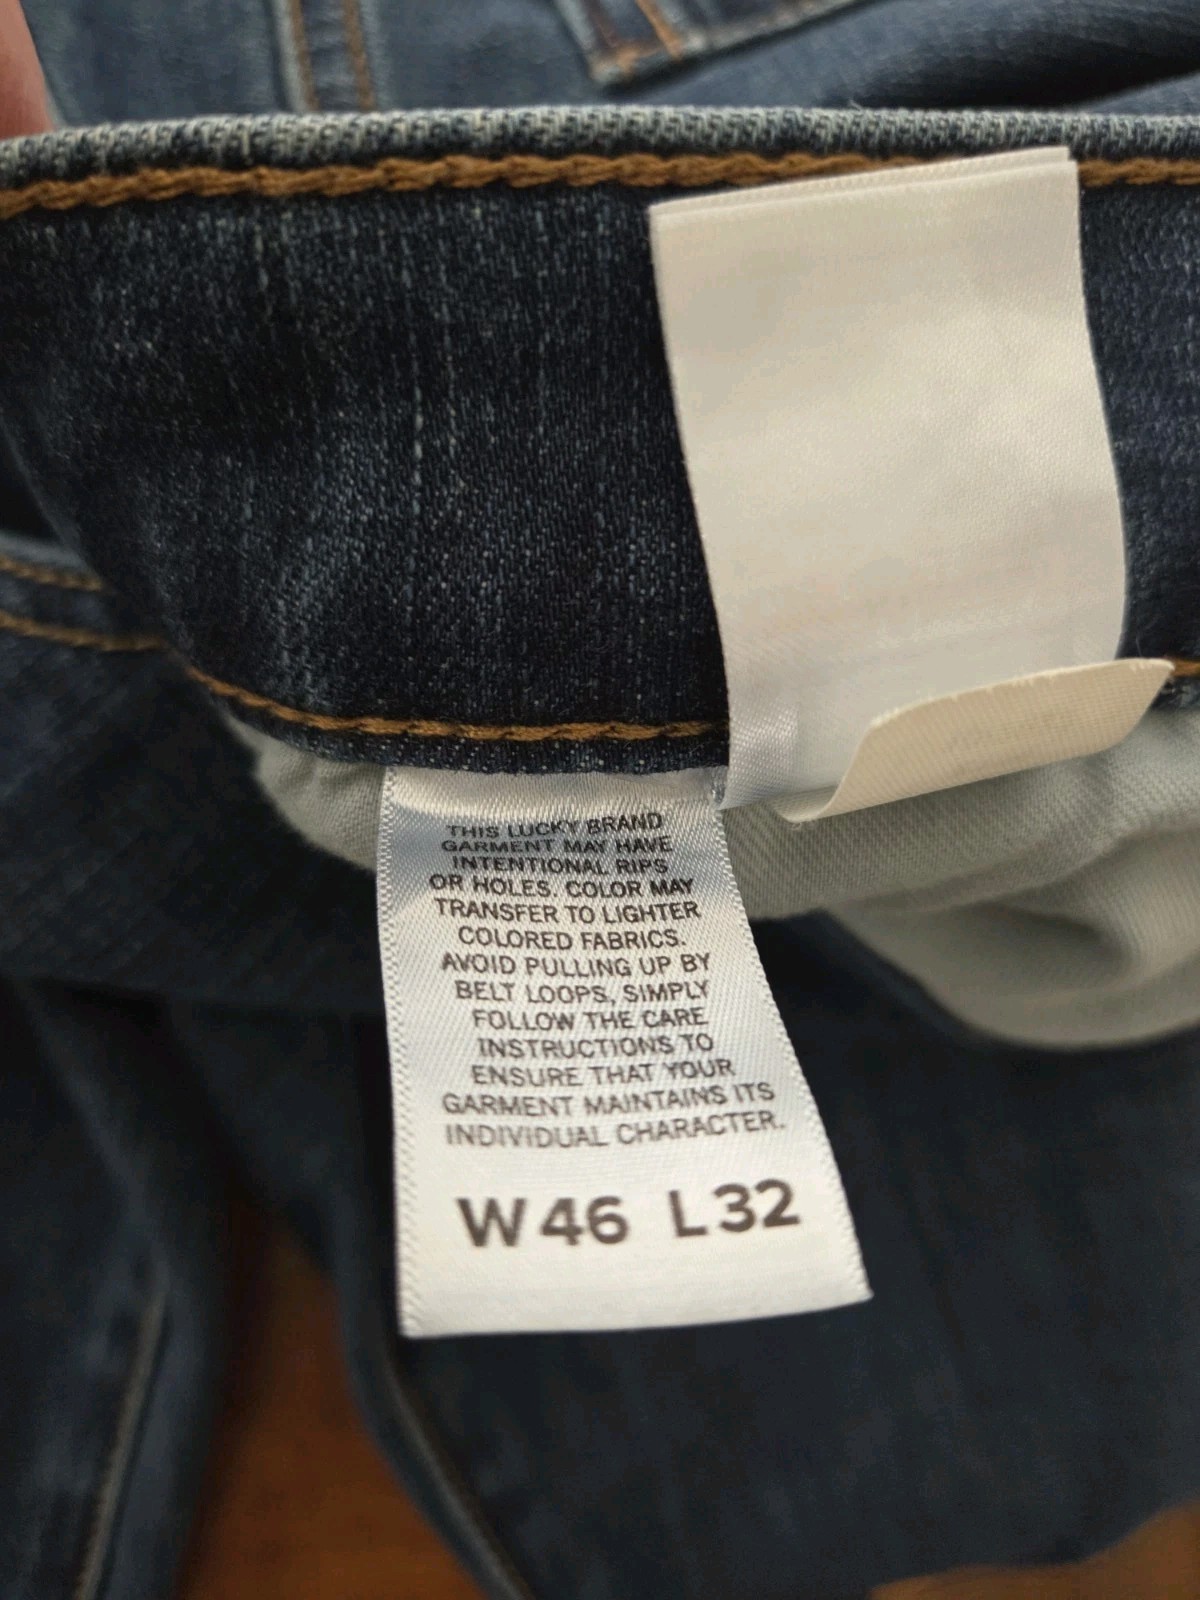 THIS LUCKY BRAND
GARMENT MAY HAVE
INTENTIONAL RIPS
OR HOLES. COLOR MAY
TRANSFER TO LIGHTER
COLORED FABRICS.
AVOID PULLING UP BY
BELT LOOPS, SIMPLY
FOLLOW THE CARE
INSTRUCTIONS TO
ENSURE THAT YOUR
GARMENT MAINTAINS ITS
INDIVIDUAL CHARACTER.
W46 L32